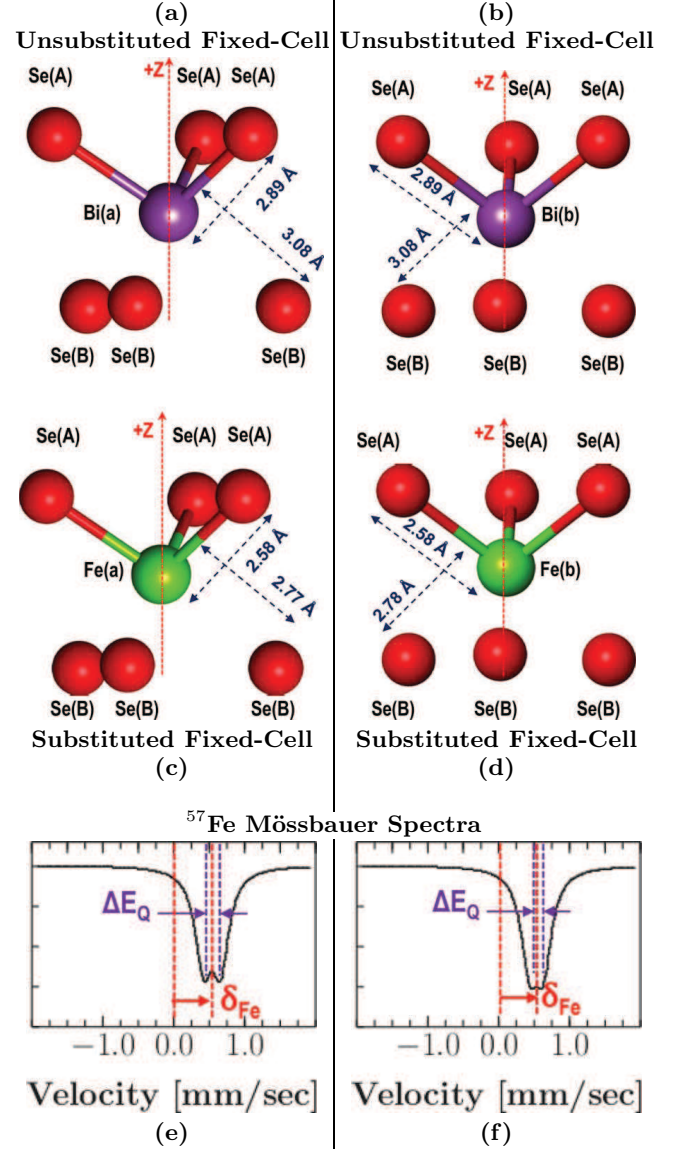 (a)
Unsubstituted Fixed-Cell
Se(A)
+Z
Se(A) Se(A)
Bi(a)
2.89 Å
3.08 Å
Se(B) Se(B) Se(B)
(b)
Unsubstituted Fixed-Cell
Se(A)
+Z
Se(A)
Se(A)
2.89 Å
Bi(b)
3.08 Å
Se(B) Se(B) Se(B)
Se(A)
+Z
Se(A) Se(A)
Fe(a)
2.58 Å
2.77 Å
Se(B) Se(B) Se(B)
Substituted Fixed-Cell
(c)
Se(A)
+Z
Se(A)
Se(A)
2.58 Å
Fe(b)
2.78 Å
Se(B) Se(B) Se(B)
Substituted Fixed-Cell
(d)
⁵⁷Fe Mössbauer Spectra
ΔE_Q
δ_Fe
−1.0 0.0 1.0
Velocity [mm/sec]
(e)
ΔE_Q
δ_Fe
−1.0 0.0 1.0
Velocity [mm/sec]
(f)